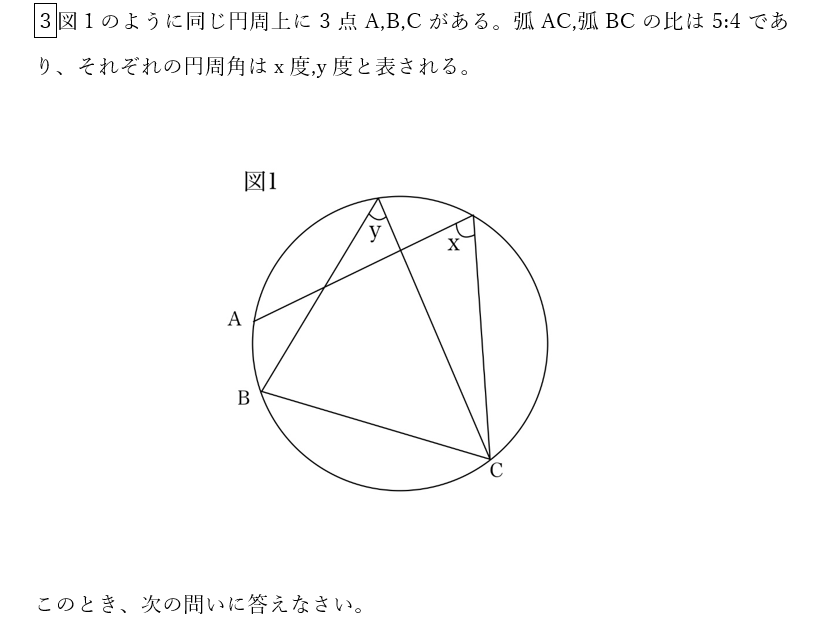 3図 1 のように同じ円周上に 3 点 A,B,C がある。弧 AC,弧 BC の比は 5:4 であ
り、それぞれの円周角は x 度,y 度と表される。
図1
y
x
A
B
C
このとき、次の問いに答えなさい。